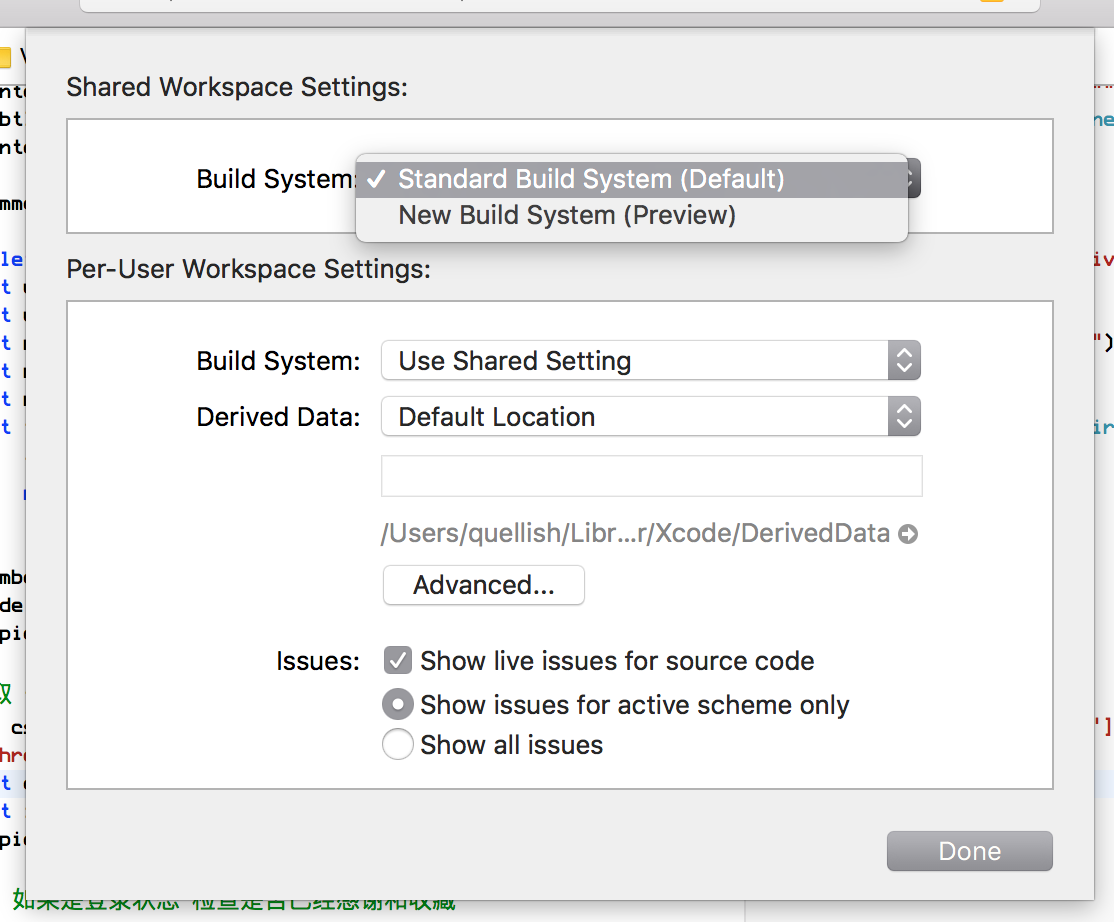 Shared Workspace Settings:
Build System:
✓ Standard Build System (Default)
New Build System (Preview)
Per-User Workspace Settings:
Build System: Use Shared Setting
Derived Data: Default Location
/Users/quellish/Libr...r/Xcode/DerivedData
Advanced...
Issues: Show live issues for source code
Show issues for active scheme only
Show all issues
Done